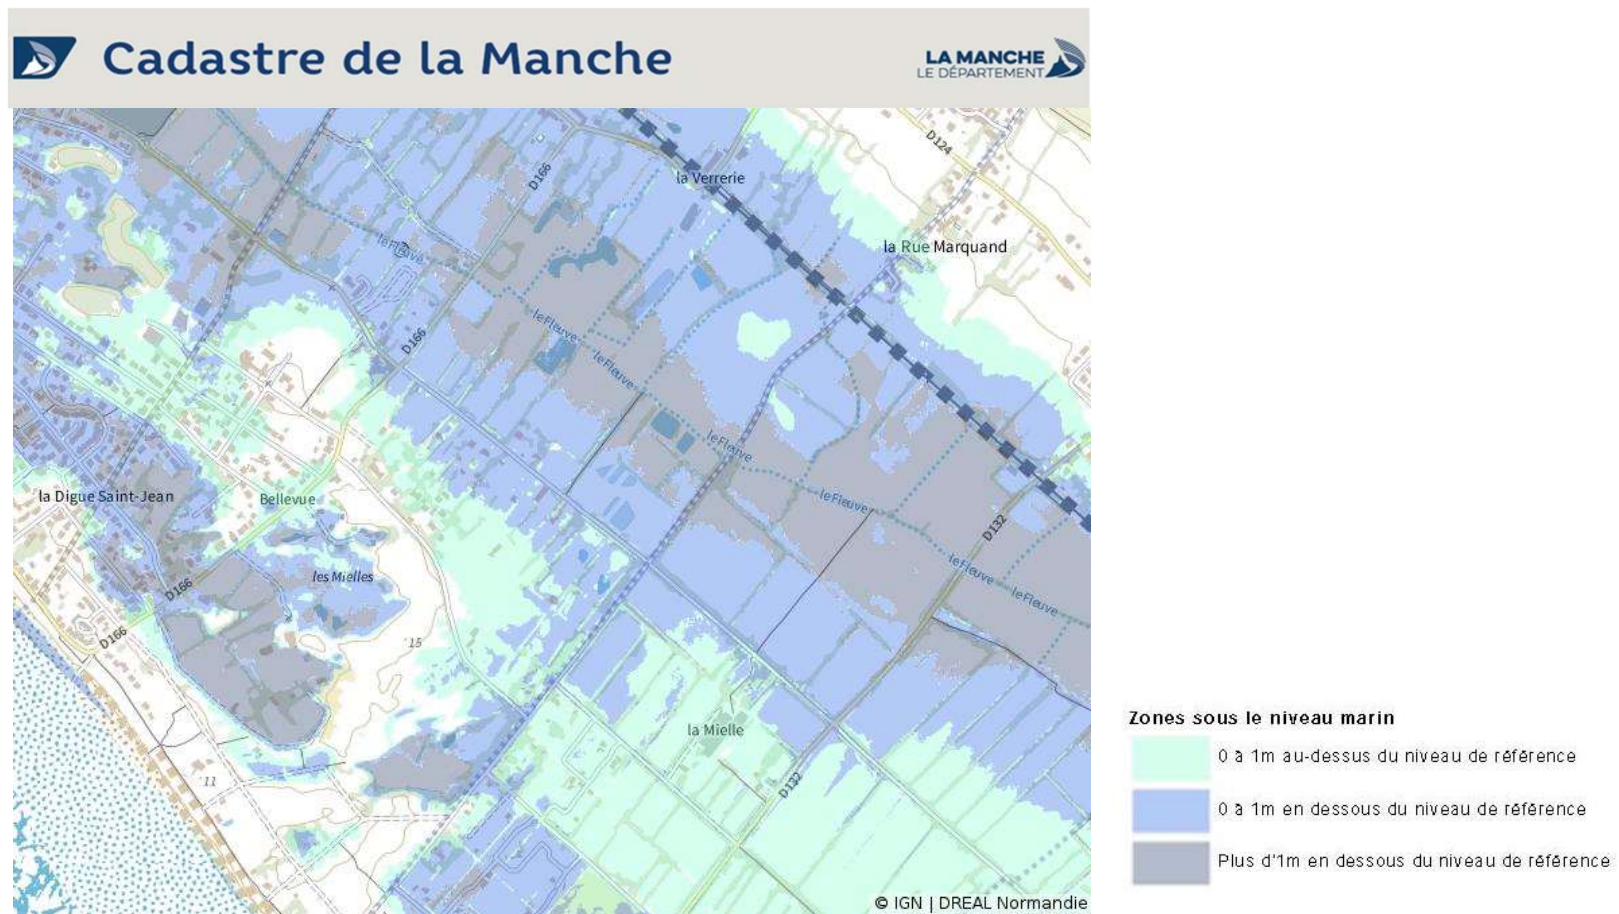 Cadastre de la Manche
LA MANCHE
LE DÉPARTEMENT
D124
la Verrerie
D166
la Rue Marquand
le Fleuve
le Fleuve
D166
le Fleuve
le Fleuve
la Digue Saint-Jean
Bellevue
le Fleuve
D132
les Mielles
le Fleuve
D166
le Fleuve
D166
15
la Mielle
Zones sous le niveau marin
0 à 1m au-dessus du niveau de référence
11
D132
0 à 1m en dessous du niveau de référence
Plus d'1m en dessous du niveau de référence
© IGN | DREAL Normandie